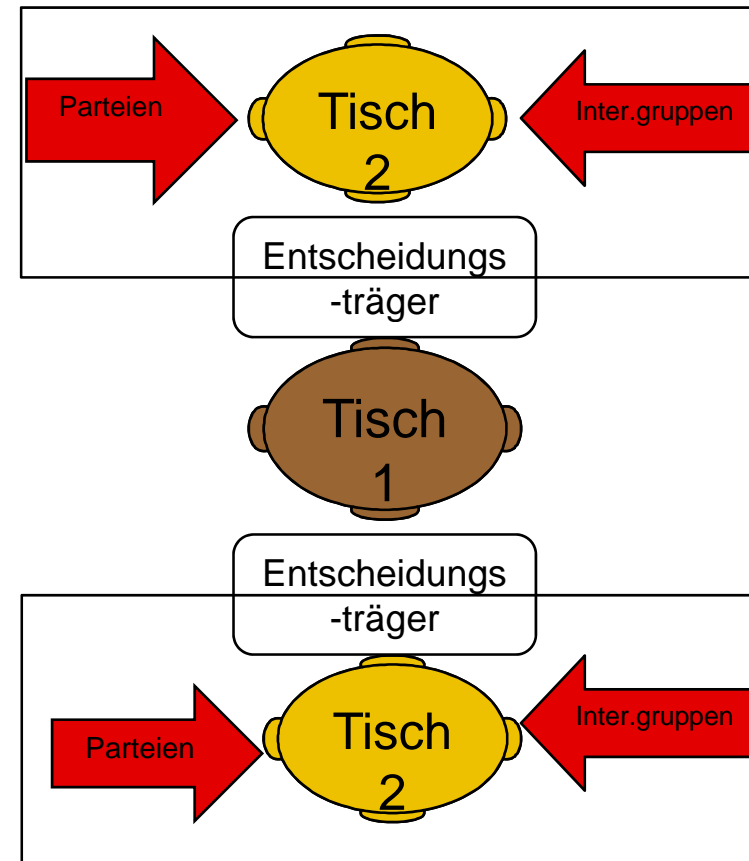 Parteien
Tisch
2
Inter.gruppen
Entscheidungs
-träger
Tisch
1
Entscheidungs
-träger
Parteien
Tisch
2
Inter.gruppen